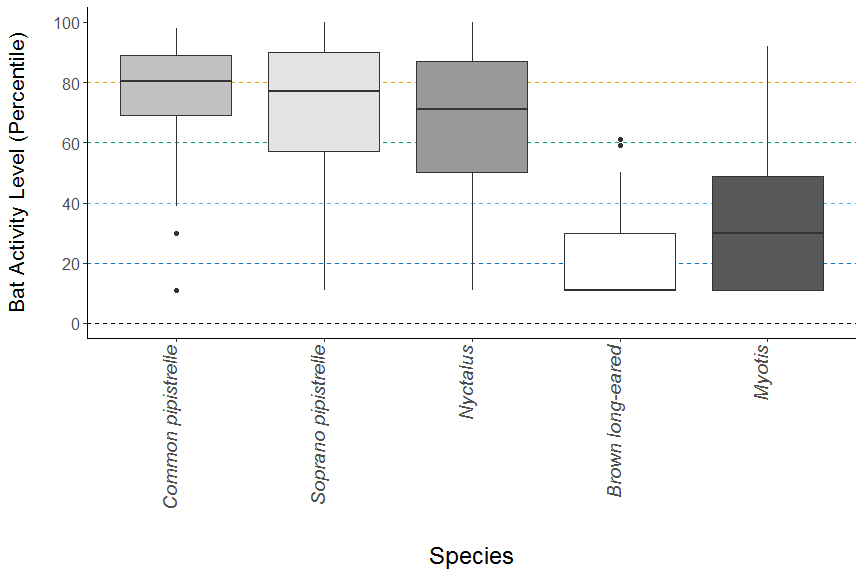 Bat Activity Level (Percentile)
100
80
60
40
20
0
Common pipistrelle
Soprano pipistrelle
Nyctalus
Brown long-eared
Myotis
Species